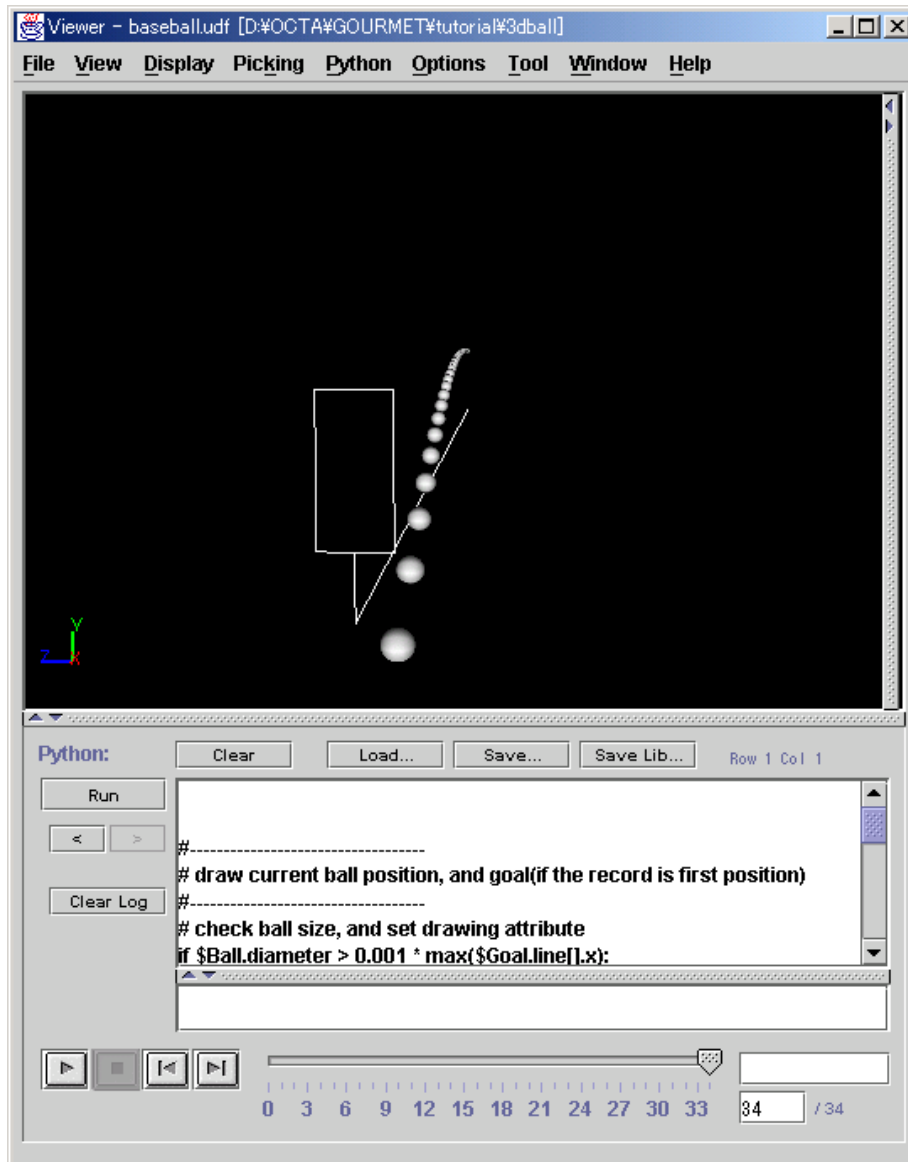 Viewer - baseball.udf [D:¥OCTA¥GOURMET¥tutorial¥3dball]
File View Display Picking Python Options Tool Window Help
Y
Z X
Python: Clear Load... Save... Save Lib... Row 1 Col 1
Run
< >
Clear Log
#----------------------------------
# draw current ball position, and goal(if the record is first position)
#----------------------------------
# check ball size, and set drawing attribute
if $Ball.diameter > 0.001 * max($Goal.line[].x):
0 3 6 9 12 15 18 21 24 27 30 33
34 / 34